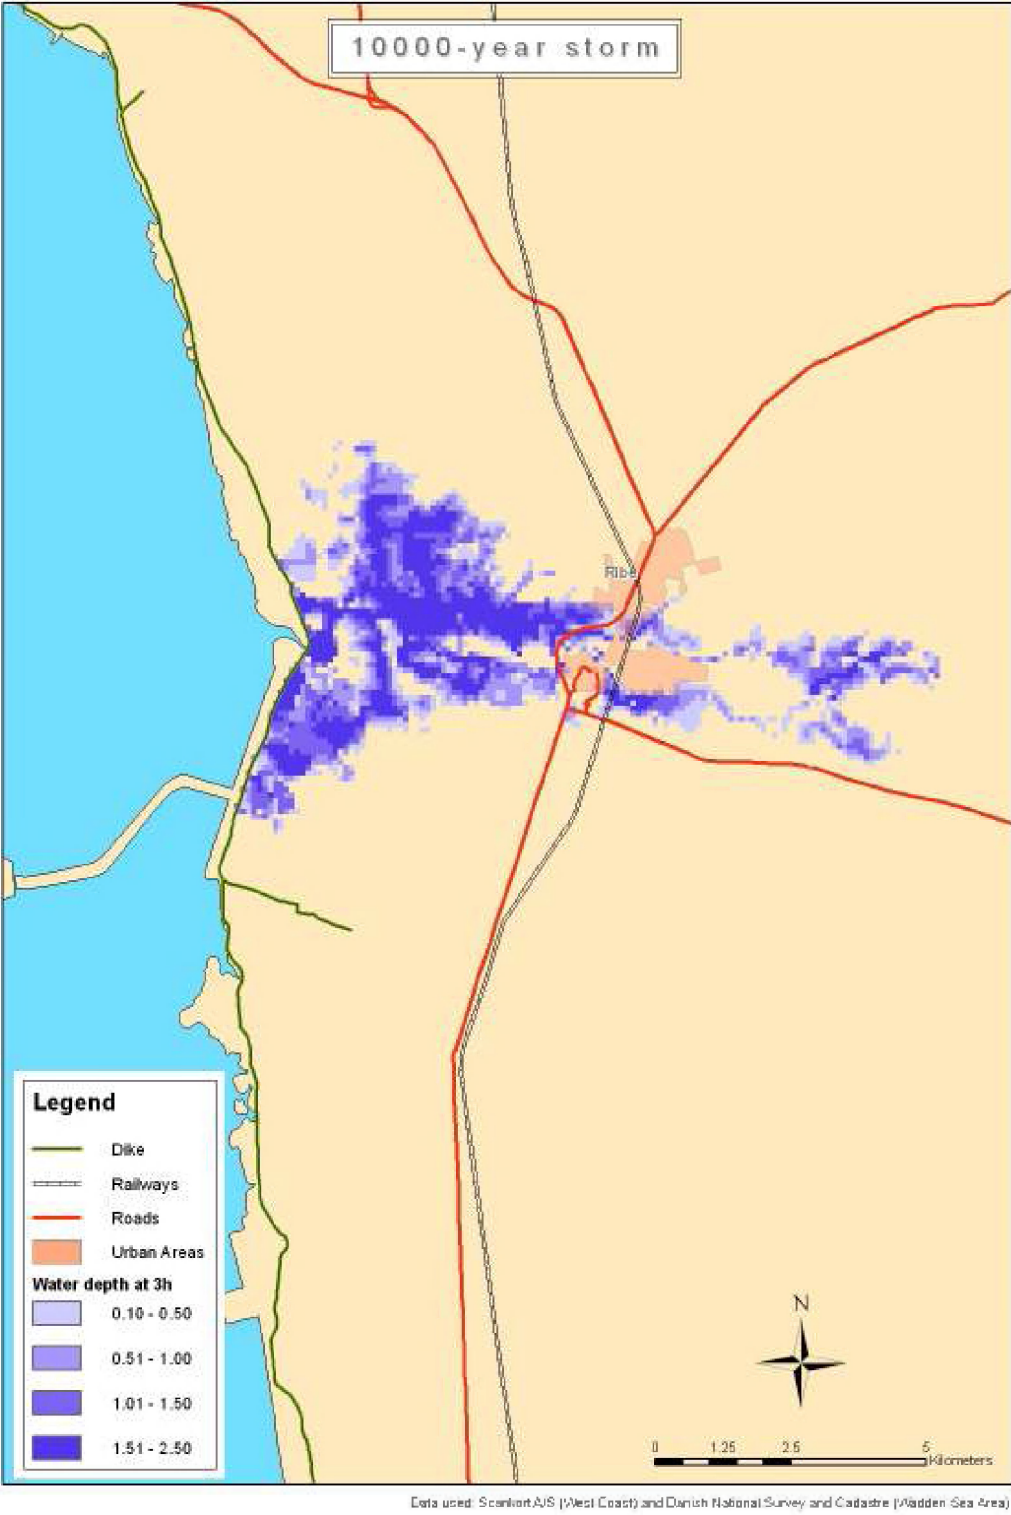 10000-year storm
Ribe
Legend
Dike
Railways
Roads
Urban Areas
Water depth at 3h
0.10 - 0.50
0.51 - 1.00
1.01 - 1.50
1.51 - 2.50
N
0 1.25 2.5 5
Kilometers
Data used: Scankort A/S (West Coast) and Danish National Survey and Cadastre (Wadden Sea Area)